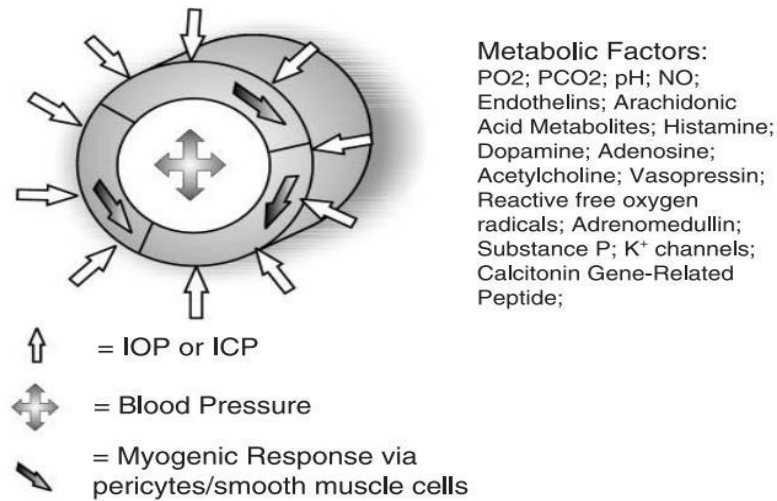 Metabolic Factors:
PO2; PCO2; pH; NO;
Endothelins; Arachidonic
Acid Metabolites; Histamine;
Dopamine; Adenosine;
Acetylcholine; Vasopressin;
Reactive free oxygen
radicals; Adrenomedullin;
Substance P; K⁺ channels;
Calcitonin Gene-Related
Peptide;
= IOP or ICP
= Blood Pressure
= Myogenic Response via
pericytes/smooth muscle cells